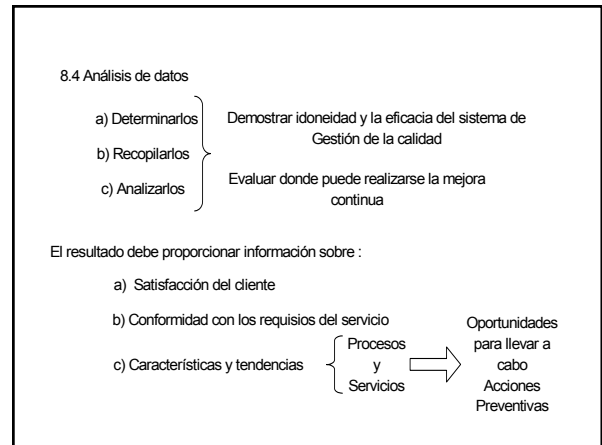 8.4 Análisis de datos
a) Determinarlos
b) Recopilarlos
c) Analizarlos
Demostrar idoneidad y la eficacia del sistema de
Gestión de la calidad
Evaluar donde puede realizarse la mejora
continua
El resultado debe proporcionar información sobre :
a) Satisfacción del cliente
b) Conformidad con los requisios del servicio
c) Características y tendencias
Procesos
y
Servicios
Oportunidades
para llevar a
cabo
Acciones
Preventivas